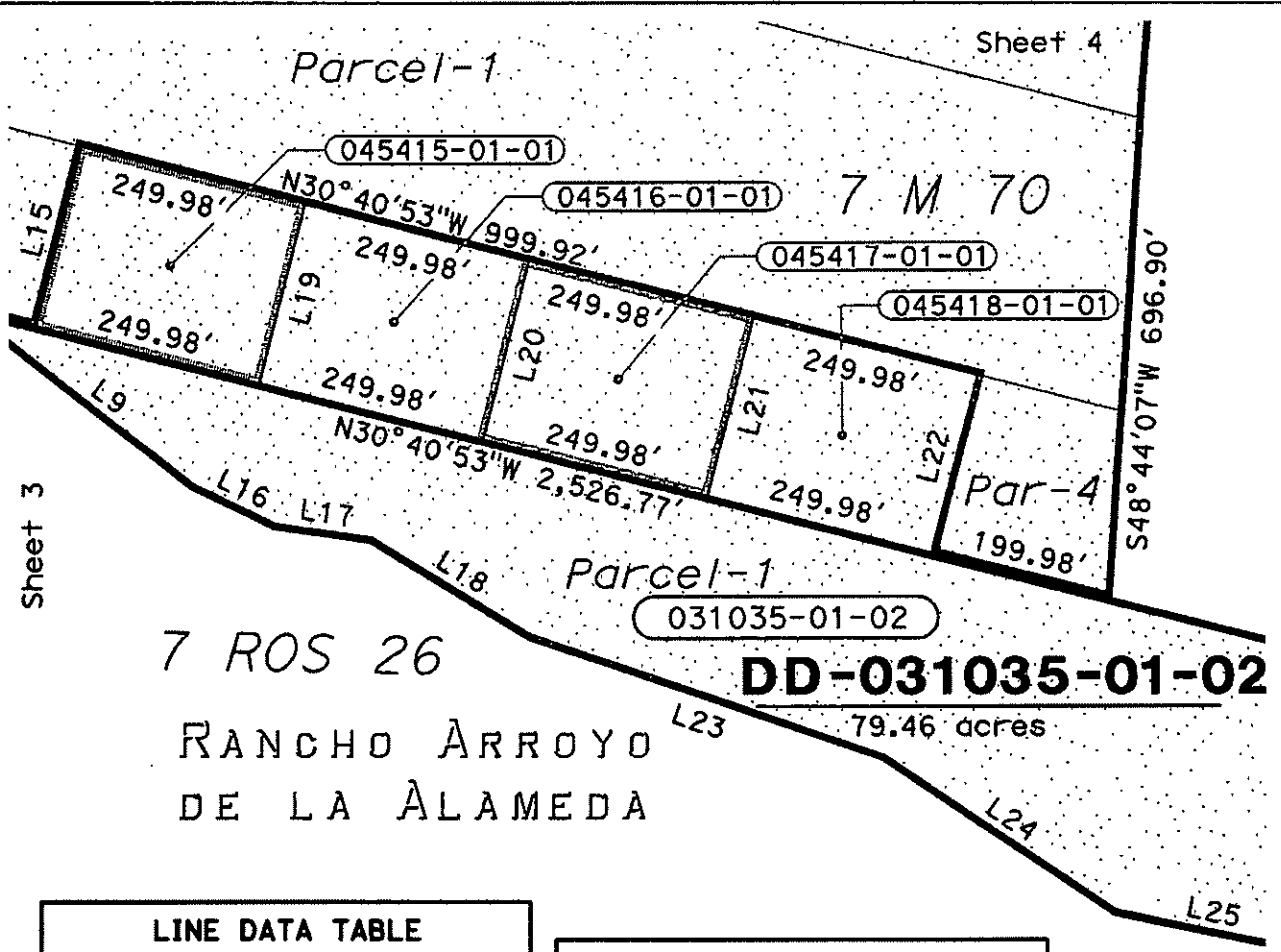 Sheet 4
Parcel-1
045415-01-01
249.98'
N30°40'53"W 999.92'
045416-01-01
7 M 70
L15
249.98'
045417-01-01
L19
249.98'
045418-01-01
249.98'
L20
249.98'
S48°44'07"W 696.90'
L9
249.98'
L21
N30°40'53"W 2,526.77'
249.98'
L22
Par-4
Sheet 3
L16
L17
249.98'
199.98'
L18
Parcel-1
031035-01-02
7 ROS 26
DD-031035-01-02
L23
79.46 acres
RANCHO ARROYO
DE LA ALAMEDA
L24
L25
LINE DATA TABLE